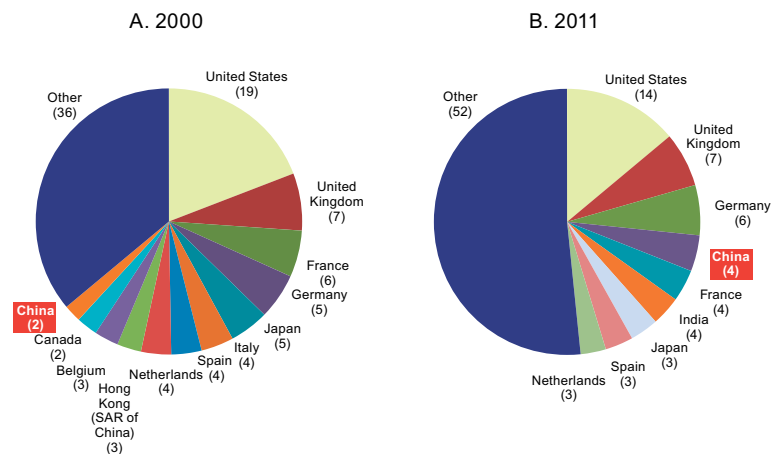 A. 2000
United States
(19)
United
Kingdom
(7)
France
(6)
Germany
(5)
Japan
(5)
Italy
(4)
Spain
(4)
Netherlands
(4)
Hong
Kong
(SAR of
China)
(3)
Belgium
(3)
Canada
(2)
China
(2)
Other
(36)
B. 2011
United States
(14)
United
Kingdom
(7)
Germany
(6)
China
(4)
France
(4)
India
(4)
Japan
(3)
Spain
(3)
Netherlands
(3)
Other
(52)